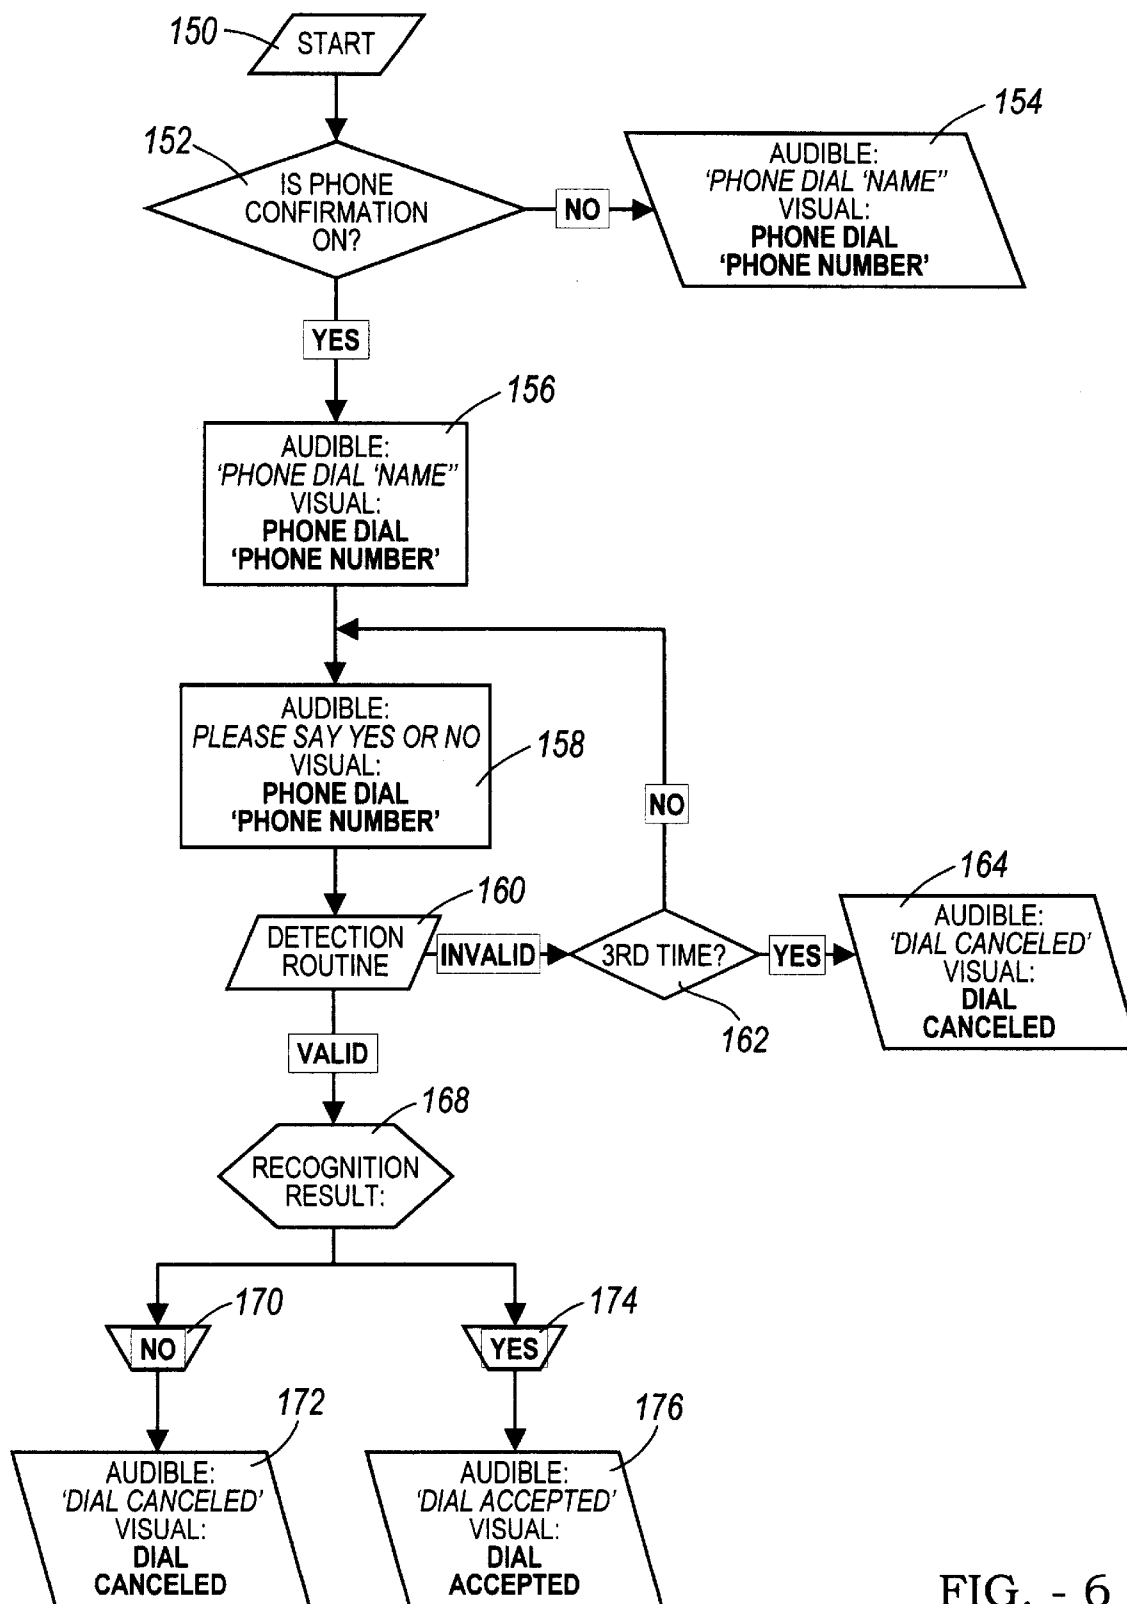 150
START
152
IS PHONE
CONFIRMATION
ON?
NO
154
AUDIBLE:
'PHONE DIAL 'NAME''
VISUAL:
PHONE DIAL
'PHONE NUMBER'
YES
156
AUDIBLE:
'PHONE DIAL 'NAME''
VISUAL:
PHONE DIAL
'PHONE NUMBER'
AUDIBLE:
PLEASE SAY YES OR NO
VISUAL:
PHONE DIAL
'PHONE NUMBER'
158
NO
160
DETECTION
ROUTINE
INVALID
3RD TIME?
162
YES
164
AUDIBLE:
'DIAL CANCELED'
VISUAL:
DIAL
CANCELED
VALID
168
RECOGNITION
RESULT:
170
NO
174
YES
172
AUDIBLE:
'DIAL CANCELED'
VISUAL:
DIAL
CANCELED
176
AUDIBLE:
'DIAL ACCEPTED'
VISUAL:
DIAL
ACCEPTED
FIG. - 6